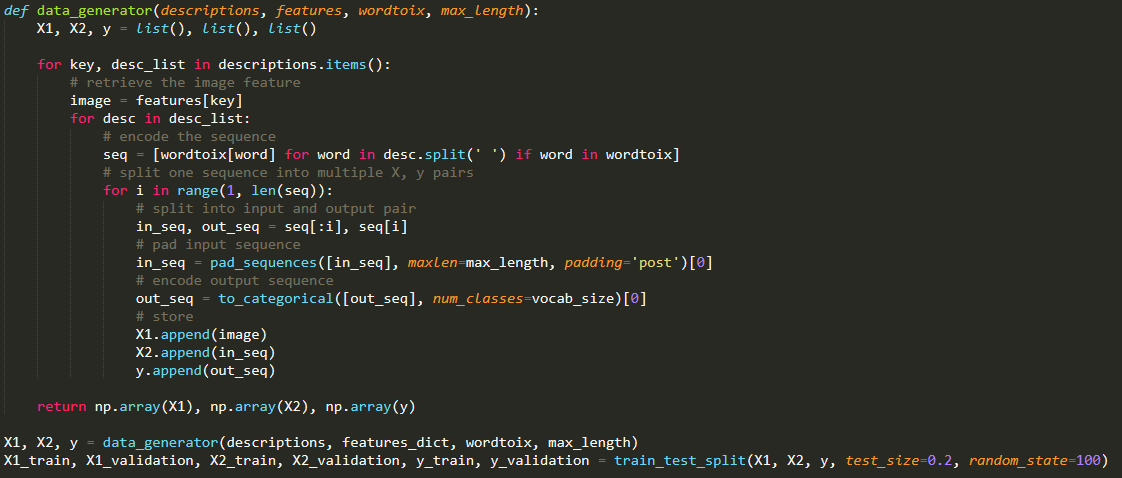 def data_generator(descriptions, features, wordtoix, max_length):
    X1, X2, y = list(), list(), list()

    for key, desc_list in descriptions.items():
        # retrieve the image feature
        image = features[key]
        for desc in desc_list:
            # encode the sequence
            seq = [wordtoix[word] for word in desc.split(' ') if word in wordtoix]
            # split one sequence into multiple X, y pairs
            for i in range(1, len(seq)):
                # split into input and output pair
                in_seq, out_seq = seq[:i], seq[i]
                # pad input sequence
                in_seq = pad_sequences([in_seq], maxlen=max_length, padding='post')[0]
                # encode output sequence
                out_seq = to_categorical([out_seq], num_classes=vocab_size)[0]
                # store
                X1.append(image)
                X2.append(in_seq)
                y.append(out_seq)

    return np.array(X1), np.array(X2), np.array(y)

X1, X2, y = data_generator(descriptions, features_dict, wordtoix, max_length)
X1_train, X1_validation, X2_train, X2_validation, y_train, y_validation = train_test_split(X1, X2, y, test_size=0.2, random_state=100)